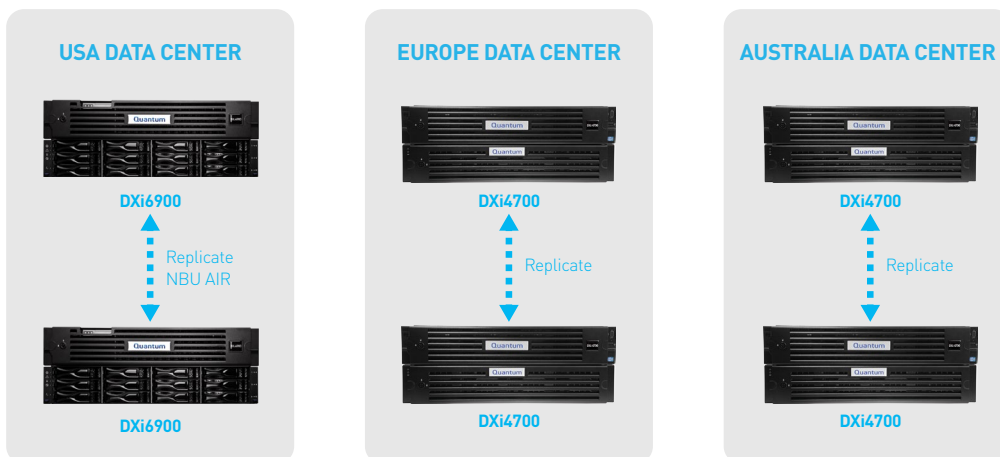 USA DATA CENTER
Quantum
DXi6900
Replicate
NBU AIR
Quantum
DXi6900
EUROPE DATA CENTER
Quantum
Quantum
DXi4700
Replicate
Quantum
Quantum
DXi4700
AUSTRALIA DATA CENTER
Quantum
Quantum
DXi4700
Replicate
Quantum
Quantum
DXi4700